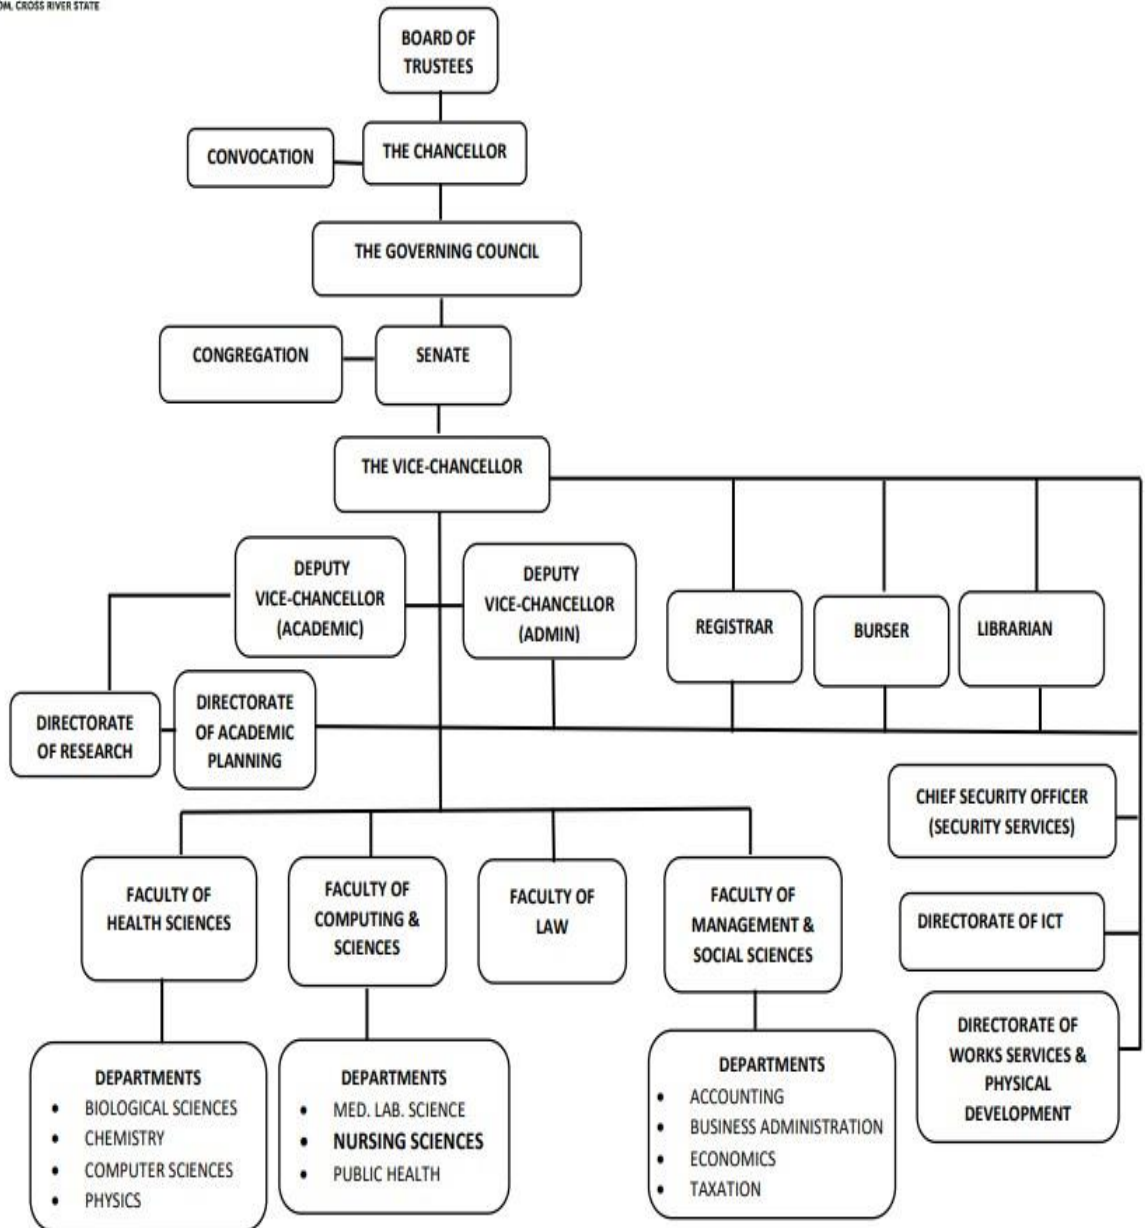 OM, CROSS RIVER STATE
BOARD OF
TRUSTEES
CONVOCATION
THE CHANCELLOR
THE GOVERNING COUNCIL
CONGREGATION
SENATE
THE VICE-CHANCELLOR
DEPUTY
VICE-CHANCELLOR
(ACADEMIC)
DEPUTY
VICE-CHANCELLOR
(ADMIN)
REGISTRAR
BURSER
LIBRARIAN
DIRECTORATE
OF RESEARCH
DIRECTORATE
OF ACADEMIC
PLANNING
CHIEF SECURITY OFFICER
(SECURITY SERVICES)
FACULTY OF
HEALTH SCIENCES
FACULTY OF
COMPUTING &
SCIENCES
FACULTY OF
LAW
FACULTY OF
MANAGEMENT &
SOCIAL SCIENCES
DIRECTORATE OF ICT
DIRECTORATE OF
WORKS SERVICES &
PHYSICAL
DEVELOPMENT
DEPARTMENTS
• BIOLOGICAL SCIENCES
• CHEMISTRY
• COMPUTER SCIENCES
• PHYSICS
DEPARTMENTS
• MED. LAB. SCIENCE
• NURSING SCIENCES
• PUBLIC HEALTH
DEPARTMENTS
• ACCOUNTING
• BUSINESS ADMINISTRATION
• ECONOMICS
• TAXATION